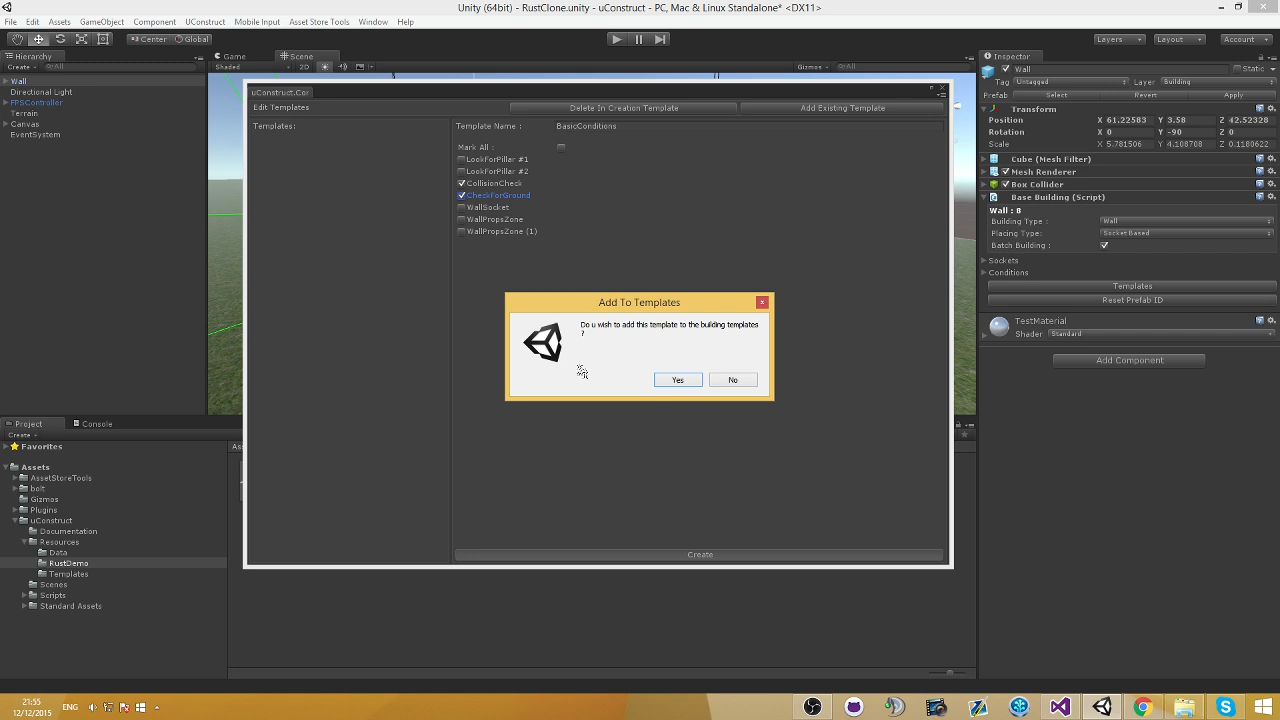 Unity (64bit) - RustClone.unity - uConstruct - PC, Mac & Linux Standalone* <DX11>
File Edit Assets GameObject Component UConstruct Mobile Input Asset Store Tools Window Help
Center Global Layers Layout Account
Hierarchy Game Scene Inspector
Create All Shaded 2D Gizmos All
Wall
Directional Light
FPSController
Terrain
Canvas
EventSystem
uConstruct.Cor
Edit Templates Delete In Creation Template Add Existing Template
Templates: Template Name : BasicConditions
Mark All :
LookForPillar #1
LookForPillar #2
CollisionCheck
CheckForGround
WallSocket
WallPropsZone
WallPropsZone (1)
Add To Templates
Do u wish to add this template to the building templates
?
Yes No
Create
Wall Static
Tag Untagged Layer Building
Prefab Select Revert Apply
Transform
Position X 61.22583 Y 3.58 Z 42.52328
Rotation X 0 Y -90 Z 0
Scale X 5.781506 Y 4.108708 Z 0.1180622
Cube (Mesh Filter)
Mesh Renderer
Box Collider
Base Building (Script)
Wall : 8
Building Type : Wall
Placing Type: Socket Based
Batch Building :
Sockets
Conditions
Templates
Reset Prefab ID
TestMaterial
Shader Standard
Add Component
Project Console
Create
Favorites
Assets
AssetStoreTools
bolt
Gizmos
Plugins
uConstruct
Documentation
Resources
Data
RustDemo
Templates
Scenes
Scripts
Standard Assets
21:55
12/12/2015
ENG